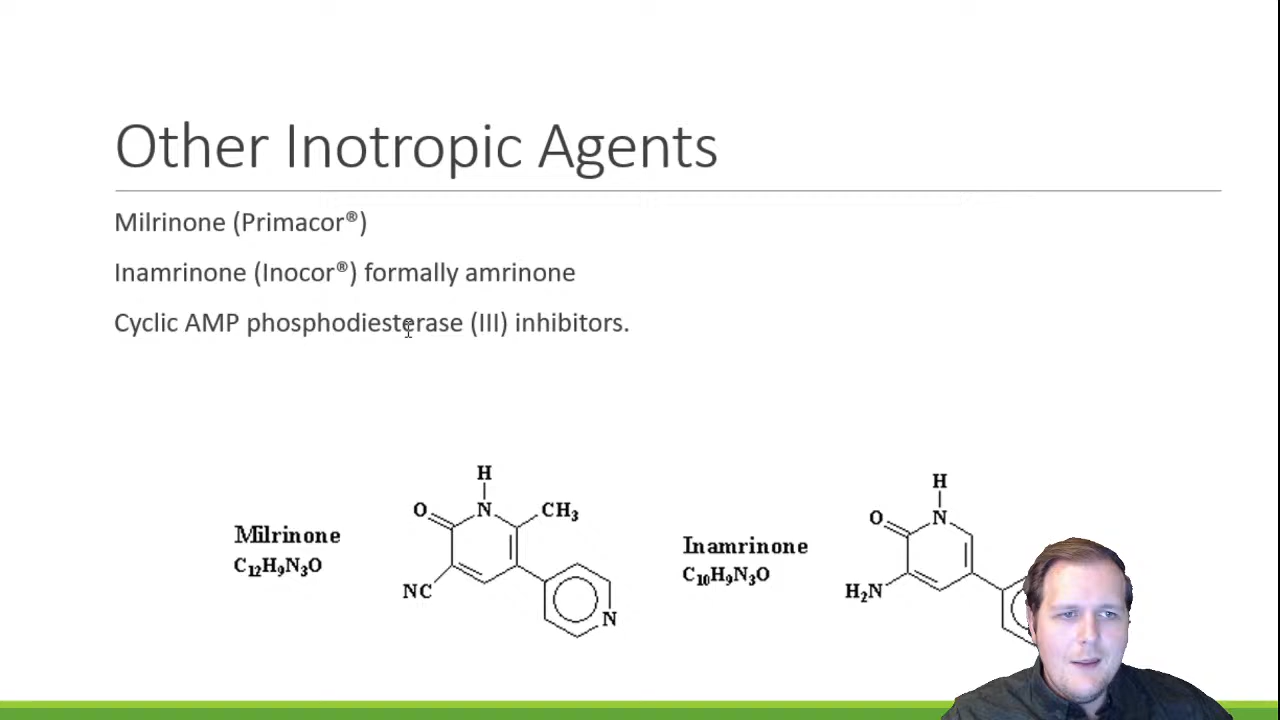 Other Inotropic Agents
Milrinone (Primacor®)
Inamrinone (Inocor®) formally amrinone
Cyclic AMP phosphodiesterase (III) inhibitors.
Milrinone
C₁₂H₉N₃O
H
O
N
CH₃
NC
N
Inamrinone
C₁₀H₉N₃O
H
O
N
H₂N